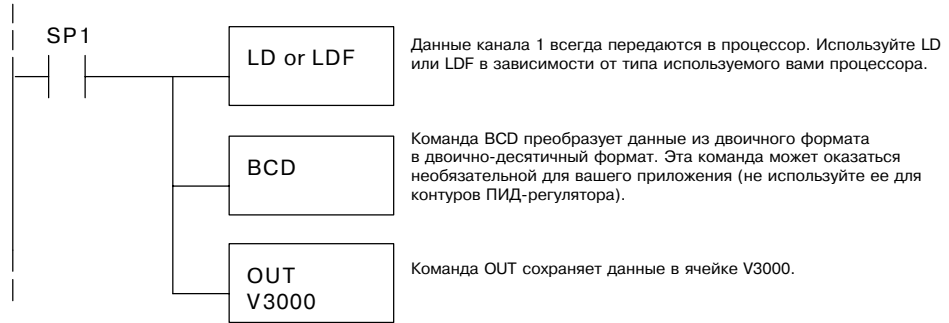 SP1
LD or LDF
Данные канала 1 всегда передаются в процессор. Используйте LD
или LDF в зависимости от типа используемого вами процессора.
BCD
Команда BCD преобразует данные из двоичного формата
в двоично-десятичный формат. Эта команда может оказаться
необязательной для вашего приложения (не используйте ее для
контуров ПИД-регулятора).
OUT
V3000
Команда OUT сохраняет данные в ячейке V3000.